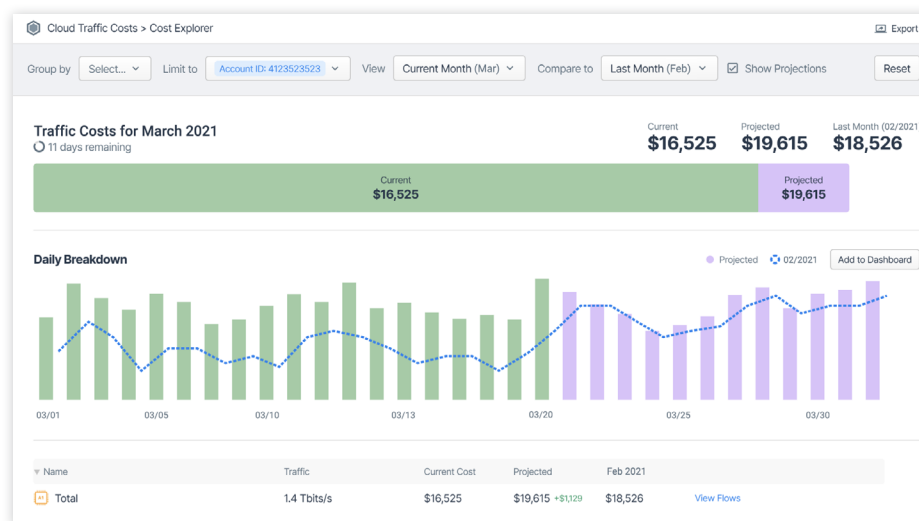 Cloud Traffic Costs > Cost Explorer
Export
Group by Select... Limit to Account ID: 4123523523 View Current Month (Mar) Compare to Last Month (Feb) Show Projections Reset
Traffic Costs for March 2021
11 days remaining
Current Projected Last Month (02/2021
$16,525 $19,615 $18,526
Current Projected
$16,525 $19,615
Daily Breakdown Projected 02/2021 Add to Dashboard
03/01 03/05 03/10 03/13 03/20 03/25 03/30
Name Traffic Current Cost Projected Feb 2021
Total 1.4 Tbits/s $16,525 $19,615 +$1,129 $18,526 View Flows